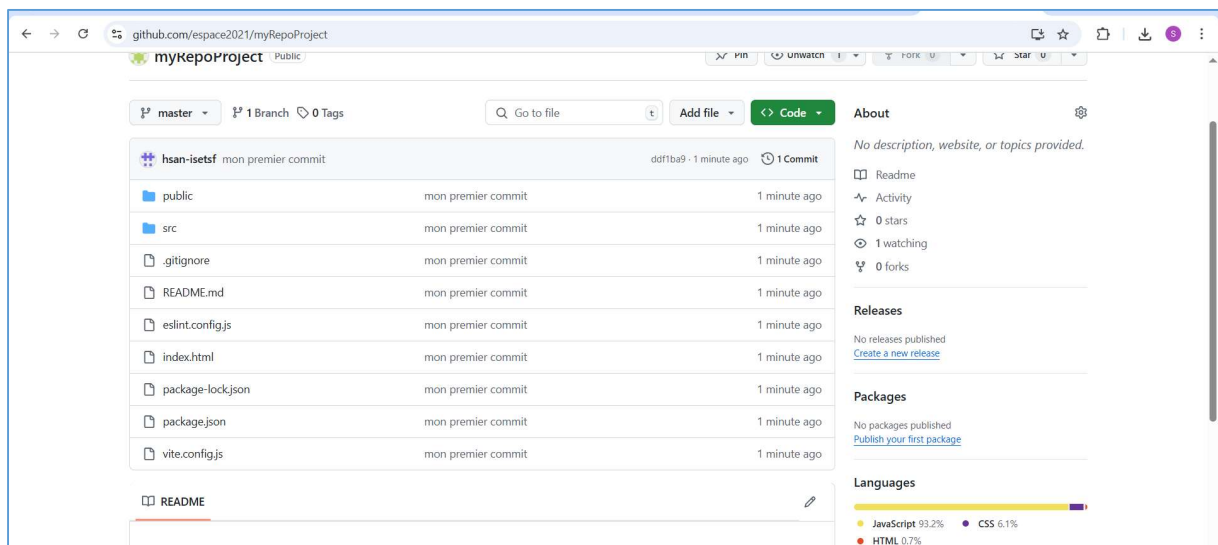 github.com/espace2021/myRepoProject
S
myRepoProject Public
Pin
Unwatch 1
Fork 0
Star 0
master
1 Branch
0 Tags
Go to file
t
Add file
<> Code
hsan-isetsf mon premier commit
ddf1ba9 · 1 minute ago
1 Commit
public mon premier commit 1 minute ago
src mon premier commit 1 minute ago
.gitignore mon premier commit 1 minute ago
README.md mon premier commit 1 minute ago
eslint.config.js mon premier commit 1 minute ago
index.html mon premier commit 1 minute ago
package-lock.json mon premier commit 1 minute ago
package.json mon premier commit 1 minute ago
vite.config.js mon premier commit 1 minute ago
README
About
No description, website, or topics provided.
Readme
Activity
0 stars
1 watching
0 forks
Releases
No releases published
Create a new release
Packages
No packages published
Publish your first package
Languages
JavaScript 93.2%
CSS 6.1%
HTML 0.7%